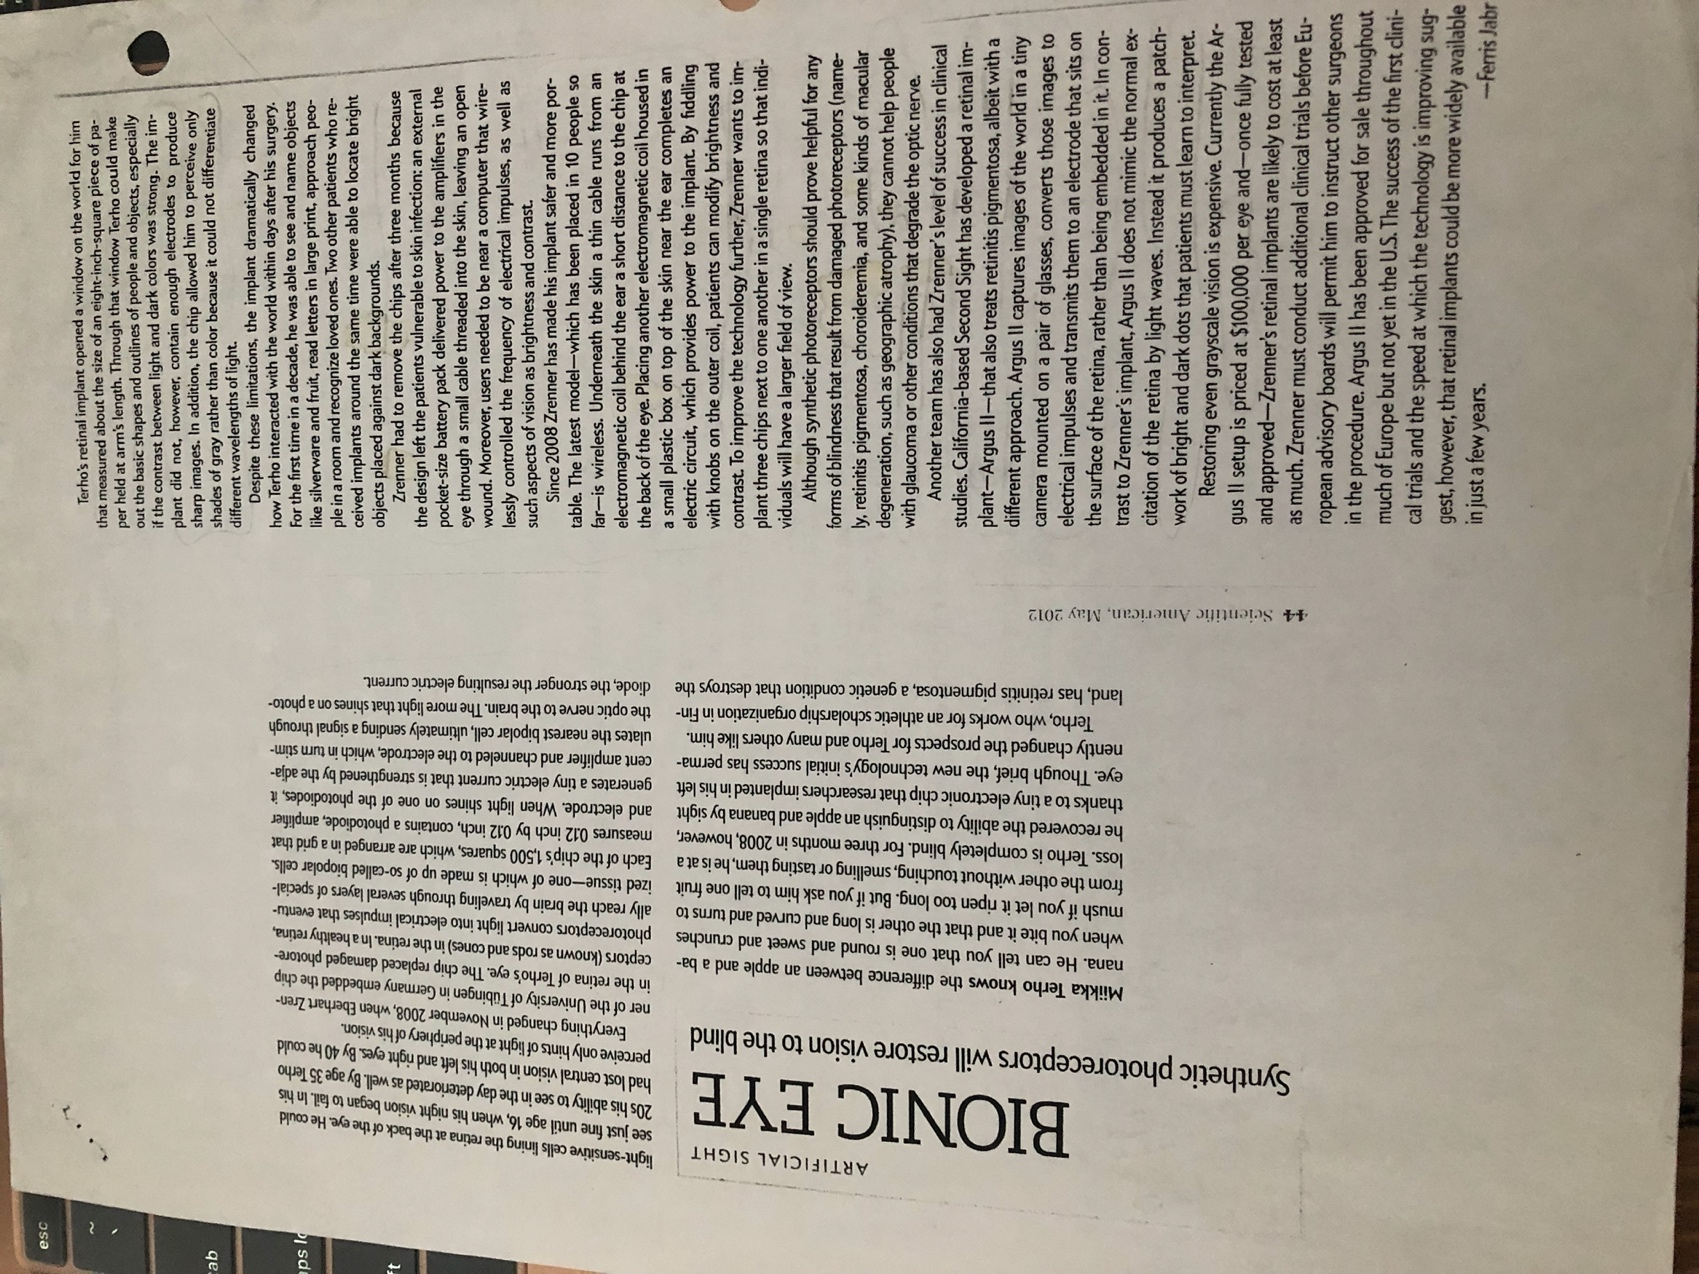 ARTIFICIAL SIGHT
BIONIC EYE
Synthetic photoreceptors will restore vision to the blind
Miikka Terho knows the difference between an apple and a ba-
nana. He can tell you that one is round and sweet and crunches
when you bite it and that the other is long and curved and turns to
mush if you let it ripen too long. But if you ask him to tell one fruit
from the other without touching, smelling or tasting them, he is at a
loss. Terho is completely blind. For three months in 2008, however,
he recovered the ability to distinguish an apple and banana by sight
thanks to a tiny electronic chip that researchers implanted in his left
eye. Though brief, the new technology's initial success has perma-
nently changed the prospects for Terho and many others like him.
Terho, who works for an athletic scholarship organization in Fin-
land, has retinitis pigmentosa, a genetic condition that destroys the
light-sensitive cells lining the retina at the back of the eye. He could
see just fine until age 16, when his night vision began to fail. In his
20s his ability to see in the day deteriorated as well. By age 35 Terho
had lost central vision in both his left and right eyes. By 40 he could
perceive only hints of light at the periphery of his vision.
Everything changed in November 2008, when Eberhart Zren-
ner of the University of Tübingen in Germany embedded the chip
in the retina of Terho's eye. The chip replaced damaged photore-
ceptors (known as rods and cones) in the retina. In a healthy retina,
photoreceptors convert light into electrical impulses that eventu-
ally reach the brain by traveling through several layers of special-
ized tissue—one of which is made up of so-called biopolar cells.
Each of the chip's 1,500 squares, which are arranged in a grid that
measures 0.12 inch by 0.12 inch, contains a photodiode, amplifier
and electrode. When light shines on one of the photodiodes, it
generates a tiny electric current that is strengthened by the adja-
cent amplifier and channeled to the electrode, which in turn stim-
ulates the nearest bipolar cell, ultimately sending a signal through
the optic nerve to the brain. The more light that shines on a photo-
diode, the stronger the resulting electric current.
44 Scientific American, May 2012
Terho's retinal implant opened a window on the world for him
that measured about the size of an eight-inch-square piece of pa-
per held at arm's length. Through that window Terho could make
out the basic shapes and outlines of people and objects, especially
if the contrast between light and dark colors was strong. The im-
plant did not, however, contain enough electrodes to produce
sharp images. In addition, the chip allowed him to perceive only
shades of gray rather than color because it could not differentiate
different wavelengths of light.
Despite these limitations, the implant dramatically changed
how Terho interacted with the world within days after his surgery.
For the first time in a decade, he was able to see and name objects
like silverware and fruit, read letters in large print, approach peo-
ple in a room and recognize loved ones. Two other patients who re-
ceived implants around the same time were able to locate bright
objects placed against dark backgrounds.
Zrenner had to remove the chips after three months because
the design left the patients vulnerable to skin infection: an external
pocket-size battery pack delivered power to the amplifiers in the
eye through a small cable threaded into the skin, leaving an open
wound. Moreover, users needed to be near a computer that wire-
lessly controlled the frequency of electrical impulses, as well as
such aspects of vision as brightness and contrast.
Since 2008 Zrenner has made his implant safer and more por-
table. The latest model—which has been placed in 10 people so
far—is wireless. Underneath the skin a thin cable runs from an
electromagnetic coil behind the ear a short distance to the chip at
the back of the eye. Placing another electromagnetic coil housed in
a small plastic box on top of the skin near the ear completes an
electric circuit, which provides power to the implant. By fiddling
with knobs on the outer coil, patients can modify brightness and
contrast. To improve the technology further, Zrenner wants to im-
plant three chips next to one another in a single retina so that indi-
viduals will have a larger field of view.
Although synthetic photoreceptors should prove helpful for any
forms of blindness that result from damaged photoreceptors (name-
ly, retinitis pigmentosa, choroideremia, and some kinds of macular
degeneration, such as geographic atrophy), they cannot help people
with glaucoma or other conditions that degrade the optic nerve.
Another team has also had Zrenner's level of success in clinical
studies. California-based Second Sight has developed a retinal im-
plant—Argus II—that also treats retinitis pigmentosa, albeit with a
different approach. Argus II captures images of the world in a tiny
camera mounted on a pair of glasses, converts those images to
electrical impulses and transmits them to an electrode that sits on
the surface of the retina, rather than being embedded in it. In con-
trast to Zrenner's implant, Argus II does not mimic the normal ex-
citation of the retina by light waves. Instead it produces a patch-
work of bright and dark dots that patients must learn to interpret.
Restoring even grayscale vision is expensive. Currently the Ar-
gus II setup is priced at $100,000 per eye and—once fully tested
and approved—Zrenner's retinal implants are likely to cost at least
as much. Zrenner must conduct additional clinical trials before Eu-
ropean advisory boards will permit him to instruct other surgeons
in the procedure. Argus II has been approved for sale throughout
much of Europe but not yet in the U.S. The success of the first clini-
cal trials and the speed at which the technology is improving sug-
gest, however, that retinal implants could be more widely available
in just a few years.
—Ferris Jabr
esc
~
`